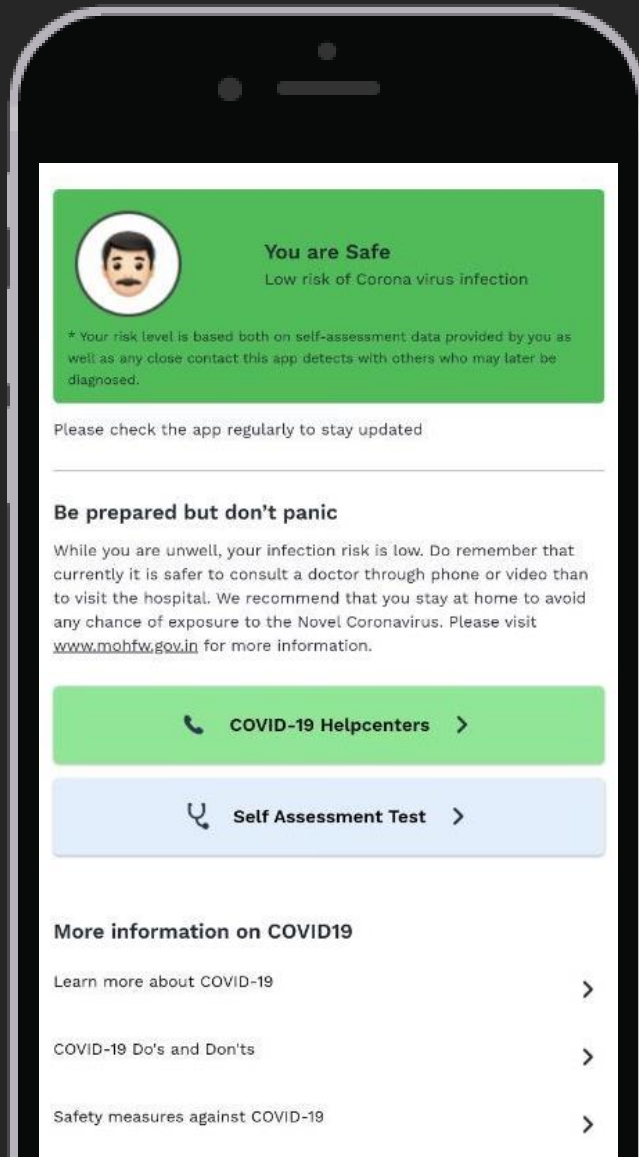 You are Safe
Low risk of Corona virus infection
* Your risk level is based both on self-assessment data provided by you as
well as any close contact this app detects with others who may later be
diagnosed.
Please check the app regularly to stay updated
Be prepared but don't panic
While you are unwell, your infection risk is low. Do remember that
currently it is safer to consult a doctor through phone or video than
to visit the hospital. We recommend that you stay at home to avoid
any chance of exposure to the Novel Coronavirus. Please visit
www.mohfw.gov.in for more information.
COVID-19 Helpcenters
Self Assessment Test
More information on COVID19
Learn more about COVID-19
COVID-19 Do's and Don'ts
Safety measures against COVID-19